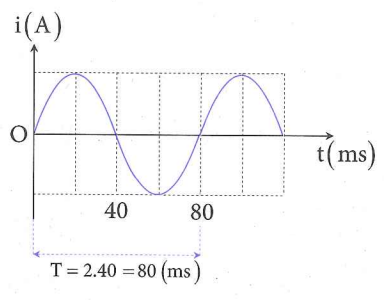 i(A)
O
t(ms)
40
80
T = 2.40 = 80 (ms)